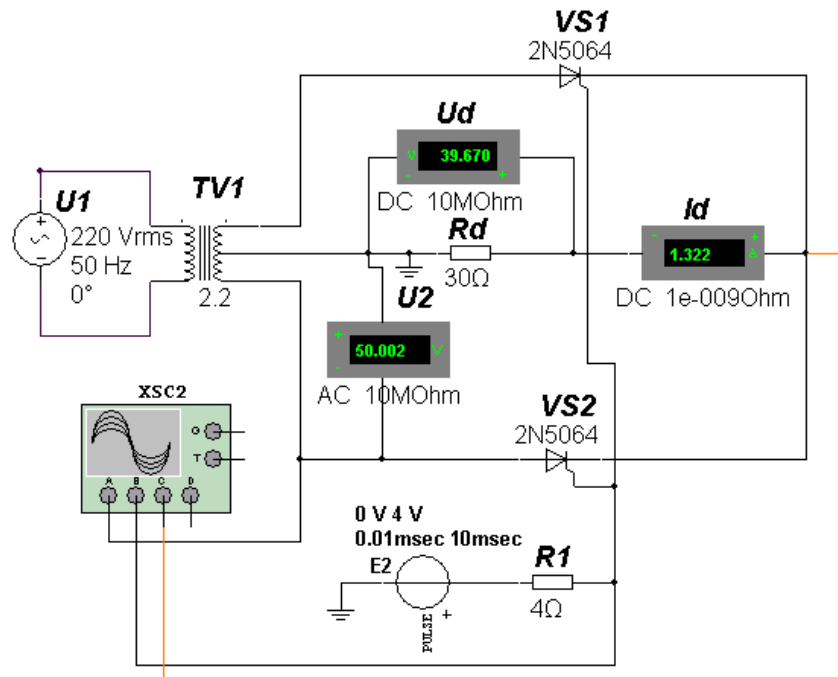 VS1
2N5064
Ud
V 39.670
- +
DC 10MOhm
TV1
U1
+
220 Vrms
50 Hz
0°
2.2
Rd
30Ω
Id
- +
1.322 A
DC 1e-009Ohm
U2
+
50.002 V
-
AC 10MOhm
XSC2
G
T
A B C D
VS2
2N5064
0 V 4 V
0.01msec 10msec
E2
R1
4Ω
+
PULSE